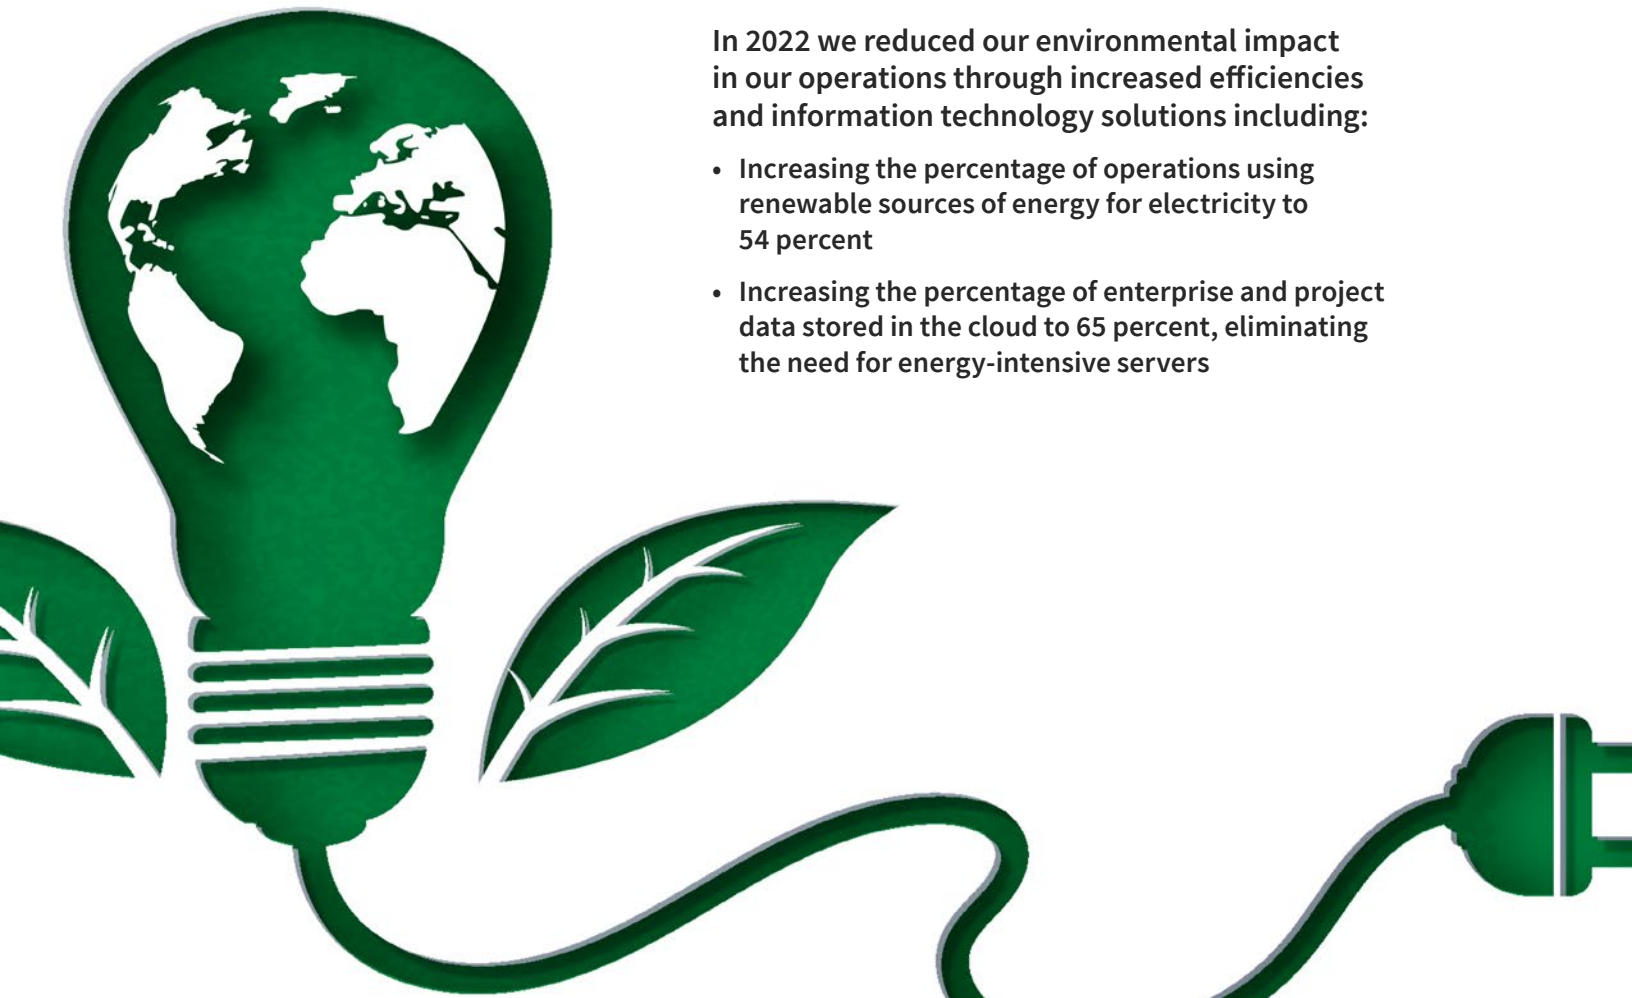 In 2022 we reduced our environmental impact
in our operations through increased efficiencies
and information technology solutions including:
• Increasing the percentage of operations using
renewable sources of energy for electricity to
54 percent
• Increasing the percentage of enterprise and project
data stored in the cloud to 65 percent, eliminating
the need for energy-intensive servers